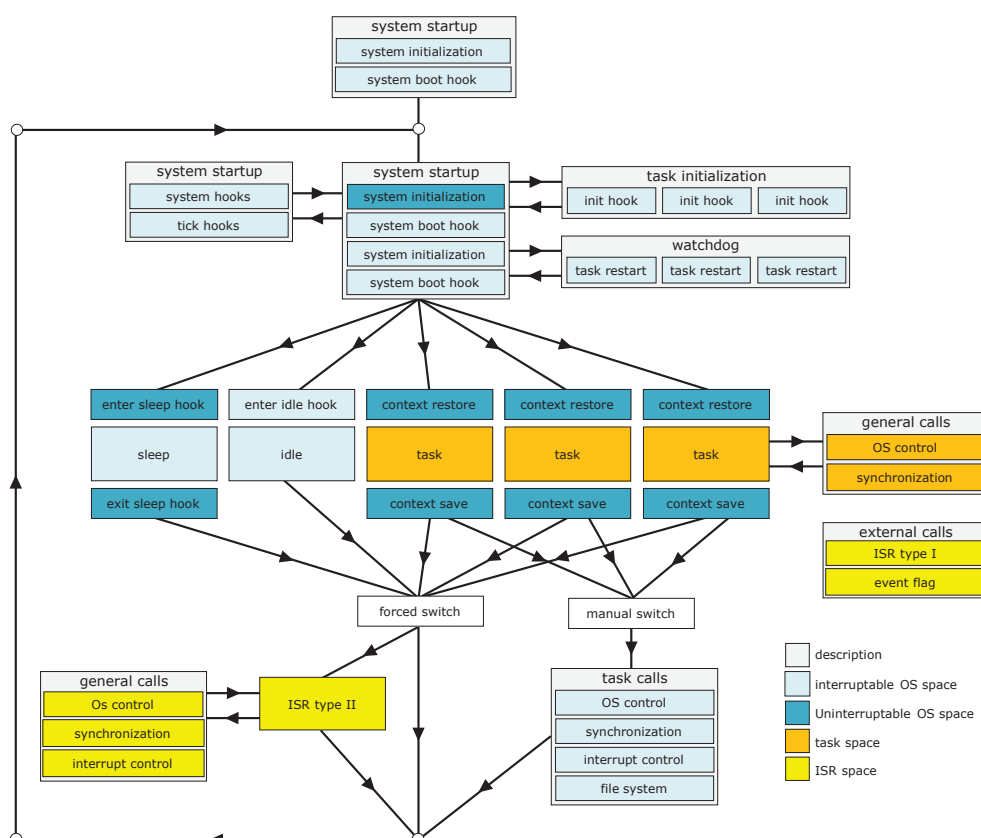 system startup
system initialization
system boot hook
system startup
system hooks
tick hooks
system startup
system initialization
system boot hook
system initialization
system boot hook
task initialization
init hook init hook init hook
watchdog
task restart task restart task restart
enter sleep hook enter idle hook context restore context restore context restore
sleep idle task task task
exit sleep hook context save context save context save
general calls
OS control
synchronization
external calls
ISR type I
event flag
forced switch manual switch
general calls
Os control
synchronization
interrupt control
ISR type II
task calls
OS control
synchronization
interrupt control
file system
description
interruptable OS space
Uninterruptable OS space
task space
ISR space